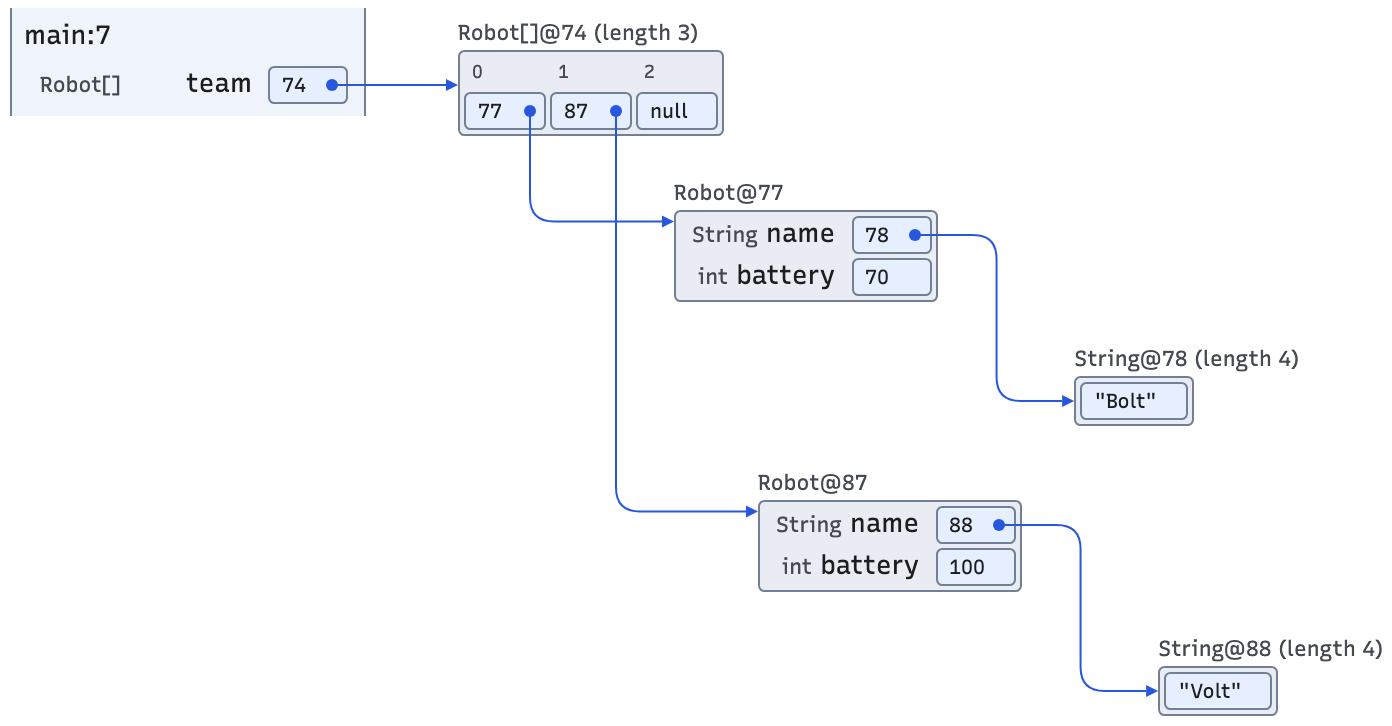 main:7
Robot[] team 74
Robot[]@74 (length 3)
0 1 2
77 87 null
Robot@77
String name 78
int battery 70
String@78 (length 4)
"Bolt"
Robot@87
String name 88
int battery 100
String@88 (length 4)
"Volt"